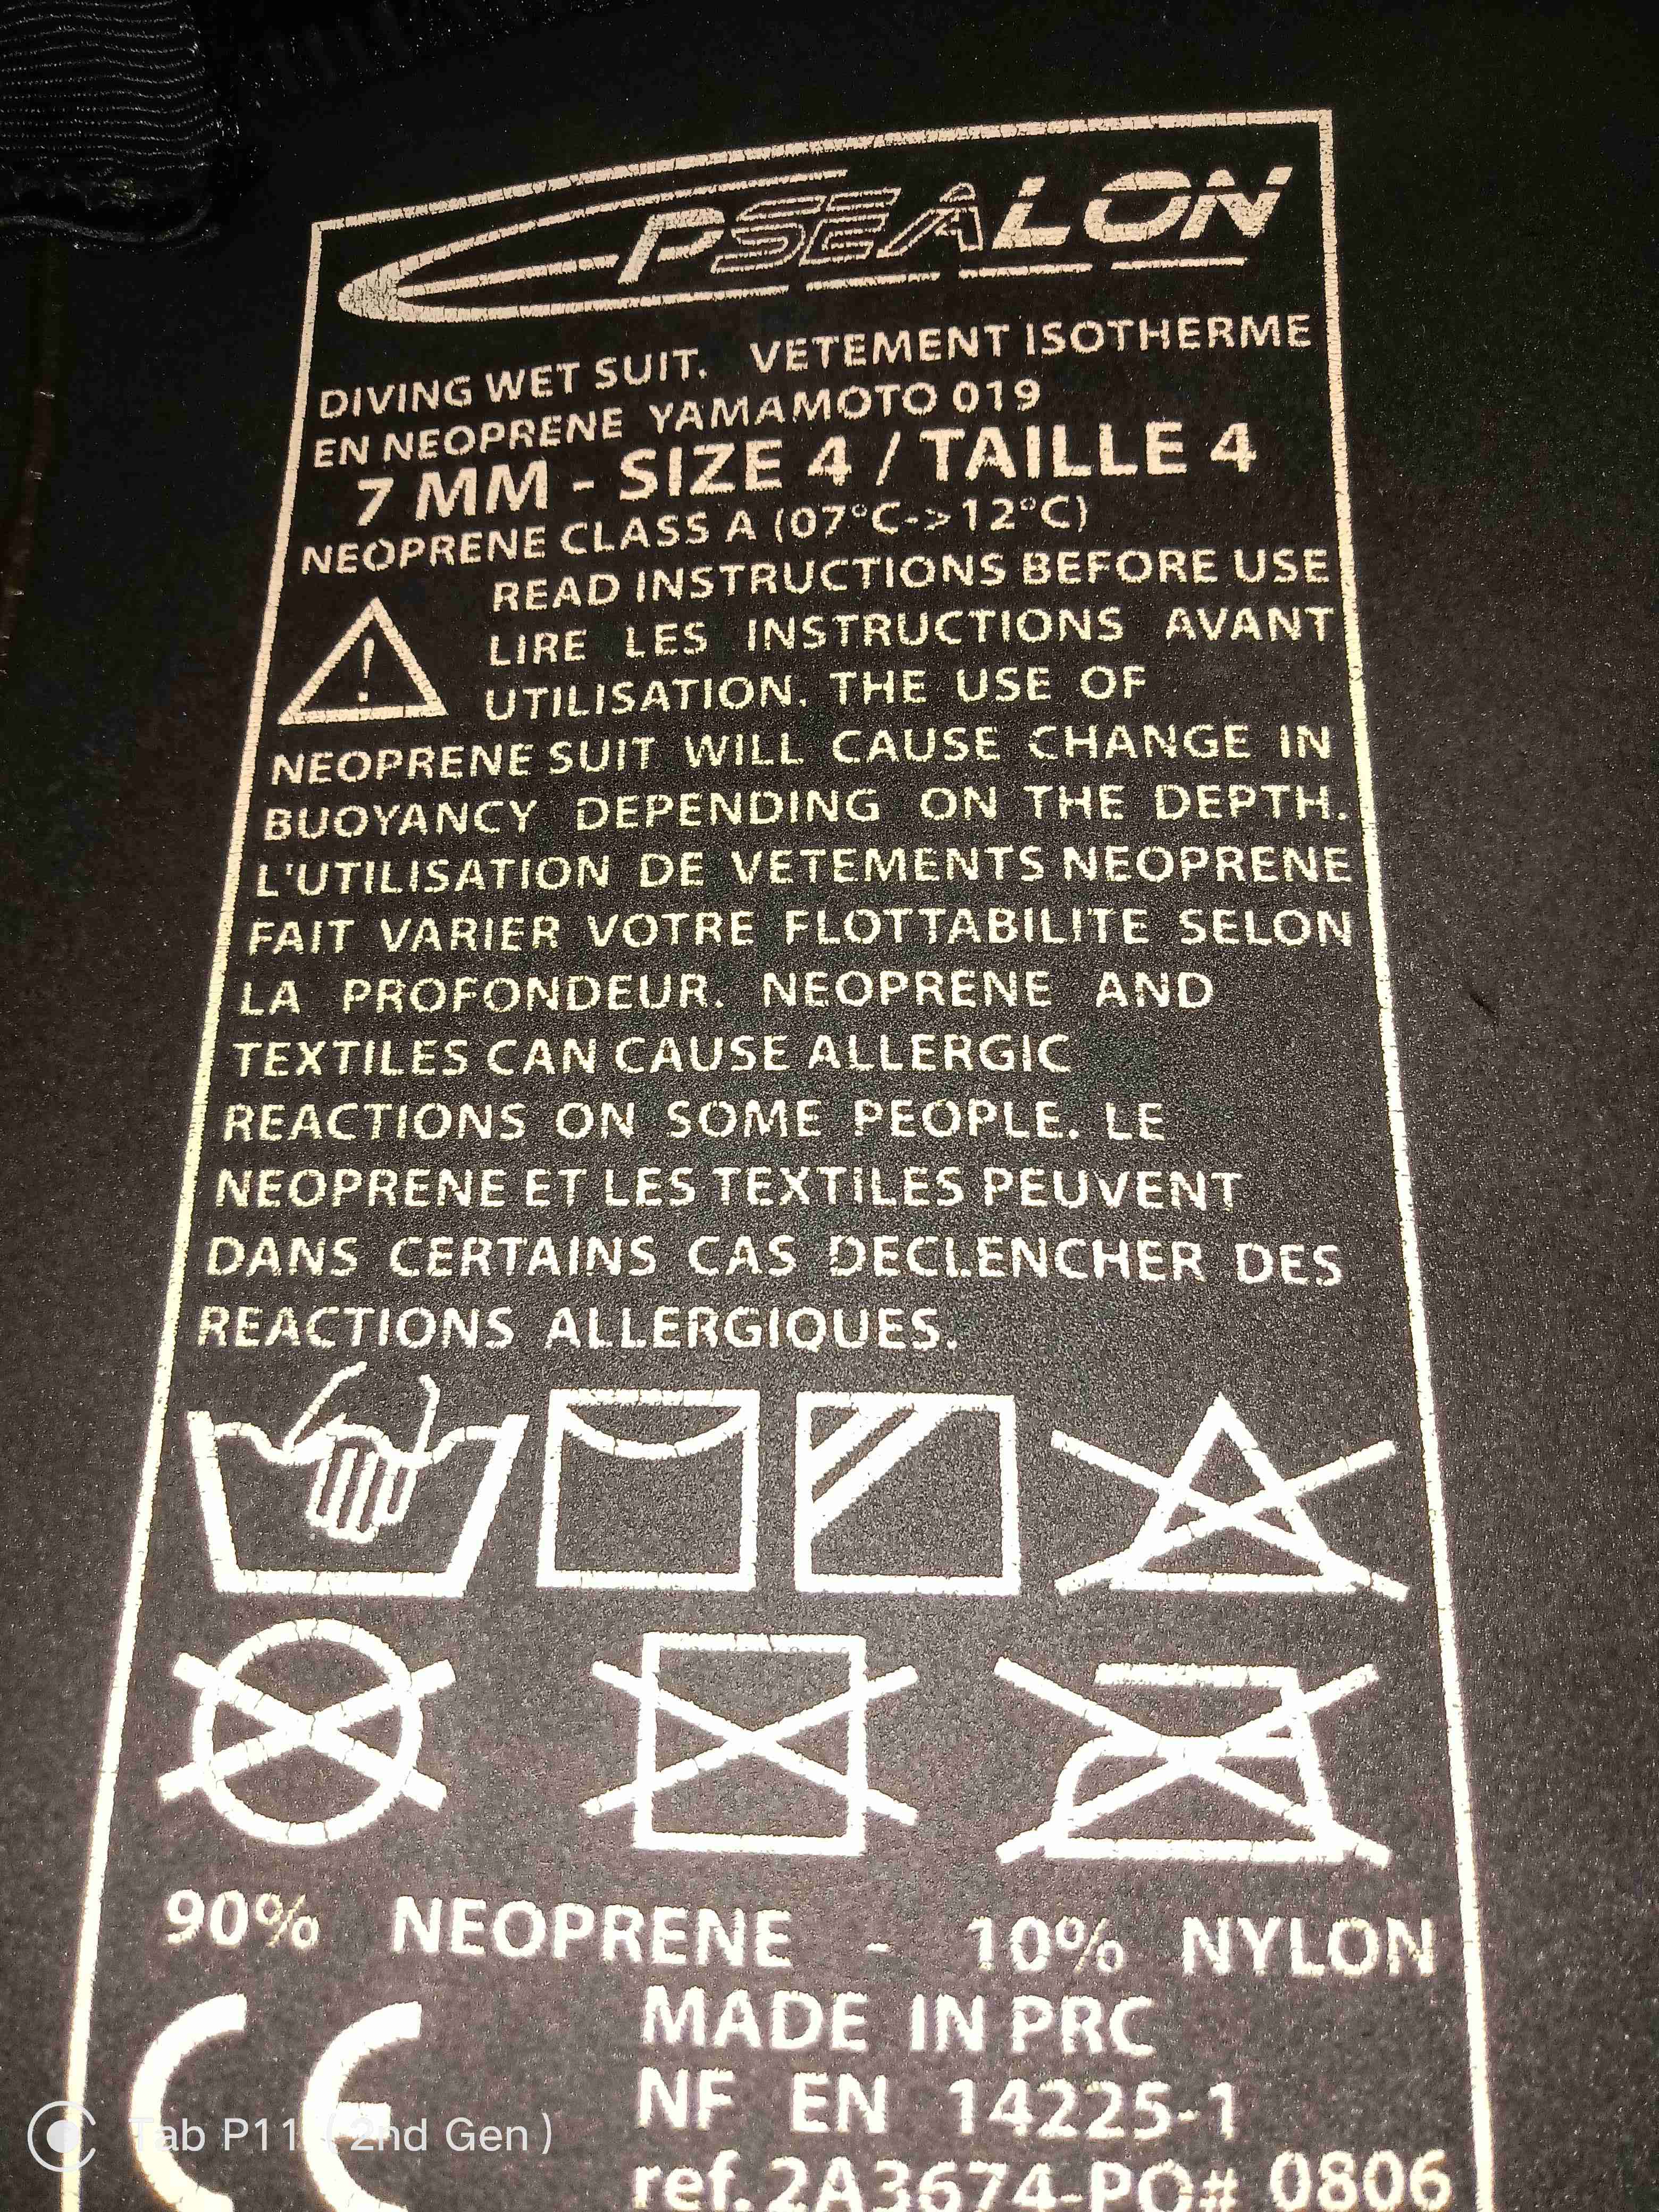 EPSEALON
DIVING WET SUIT. VETEMENT ISOTHERME
EN NEOPRENE YAMAMOTO 019
7 MM - SIZE 4 / TAILLE 4
NEOPRENE CLASS A (07°C->12°C)
READ INSTRUCTIONS BEFORE USE
LIRE LES INSTRUCTIONS AVANT
UTILISATION. THE USE OF
NEOPRENE SUIT WILL CAUSE CHANGE IN
BUOYANCY DEPENDING ON THE DEPTH.
L'UTILISATION DE VETEMENTS NEOPRENE
FAIT VARIER VOTRE FLOTTABILITE SELON
LA PROFONDEUR. NEOPRENE AND
TEXTILES CAN CAUSE ALLERGIC
REACTIONS ON SOME PEOPLE. LE
NEOPRENE ET LES TEXTILES PEUVENT
DANS CERTAINS CAS DECLENCHER DES
REACTIONS ALLERGIQUES.
90% NEOPRENE - 10% NYLON
CE
MADE IN PRC
NF EN 14225-1
ref.2A3674-PO# 0806
Tab P11 (2nd Gen)